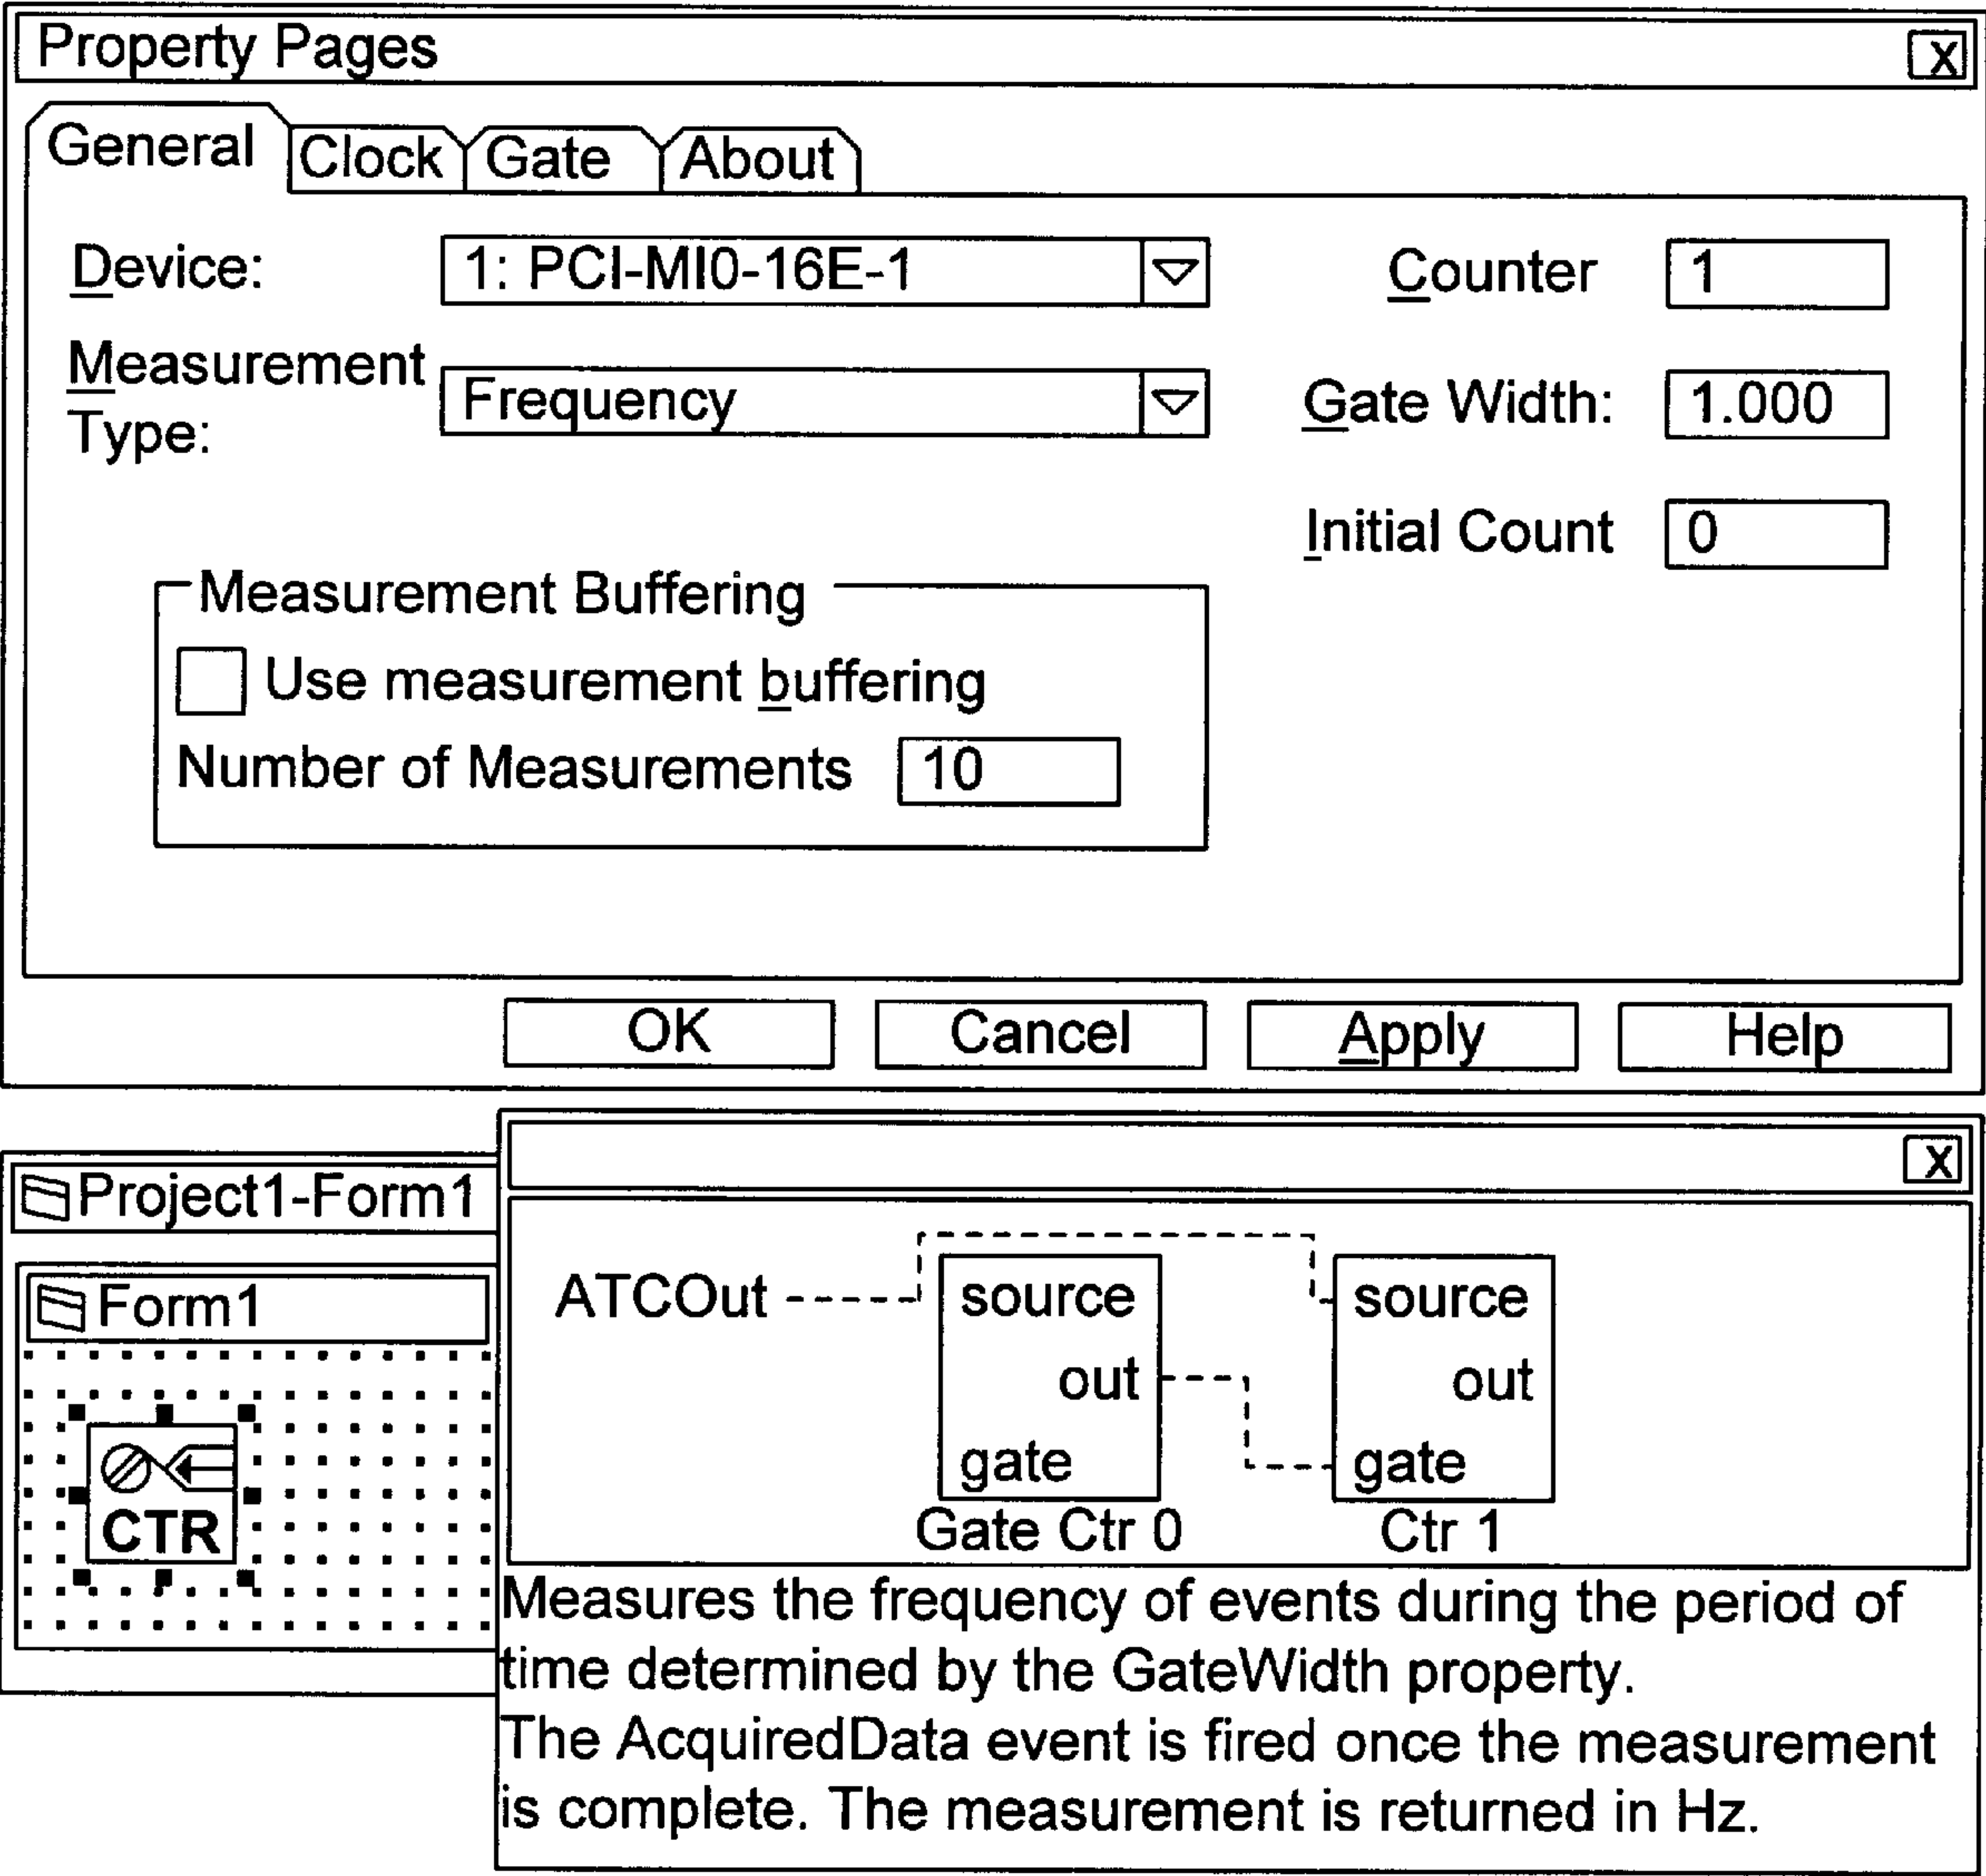 Property Pages X
General Clock Gate About
Device: 1: PCI-MI0-16E-1 Counter 1
Measurement
Type: Frequency Gate Width: 1.000
Initial Count 0
Measurement Buffering
Use measurement buffering
Number of Measurements 10
OK Cancel Apply Help
Project1-Form1
Form1
CTR
X
ATCOut
source source
out out
gate gate
Gate Ctr 0 Ctr 1
Measures the frequency of events during the period of
time determined by the GateWidth property.
The AcquiredData event is fired once the measurement
is complete. The measurement is returned in Hz.